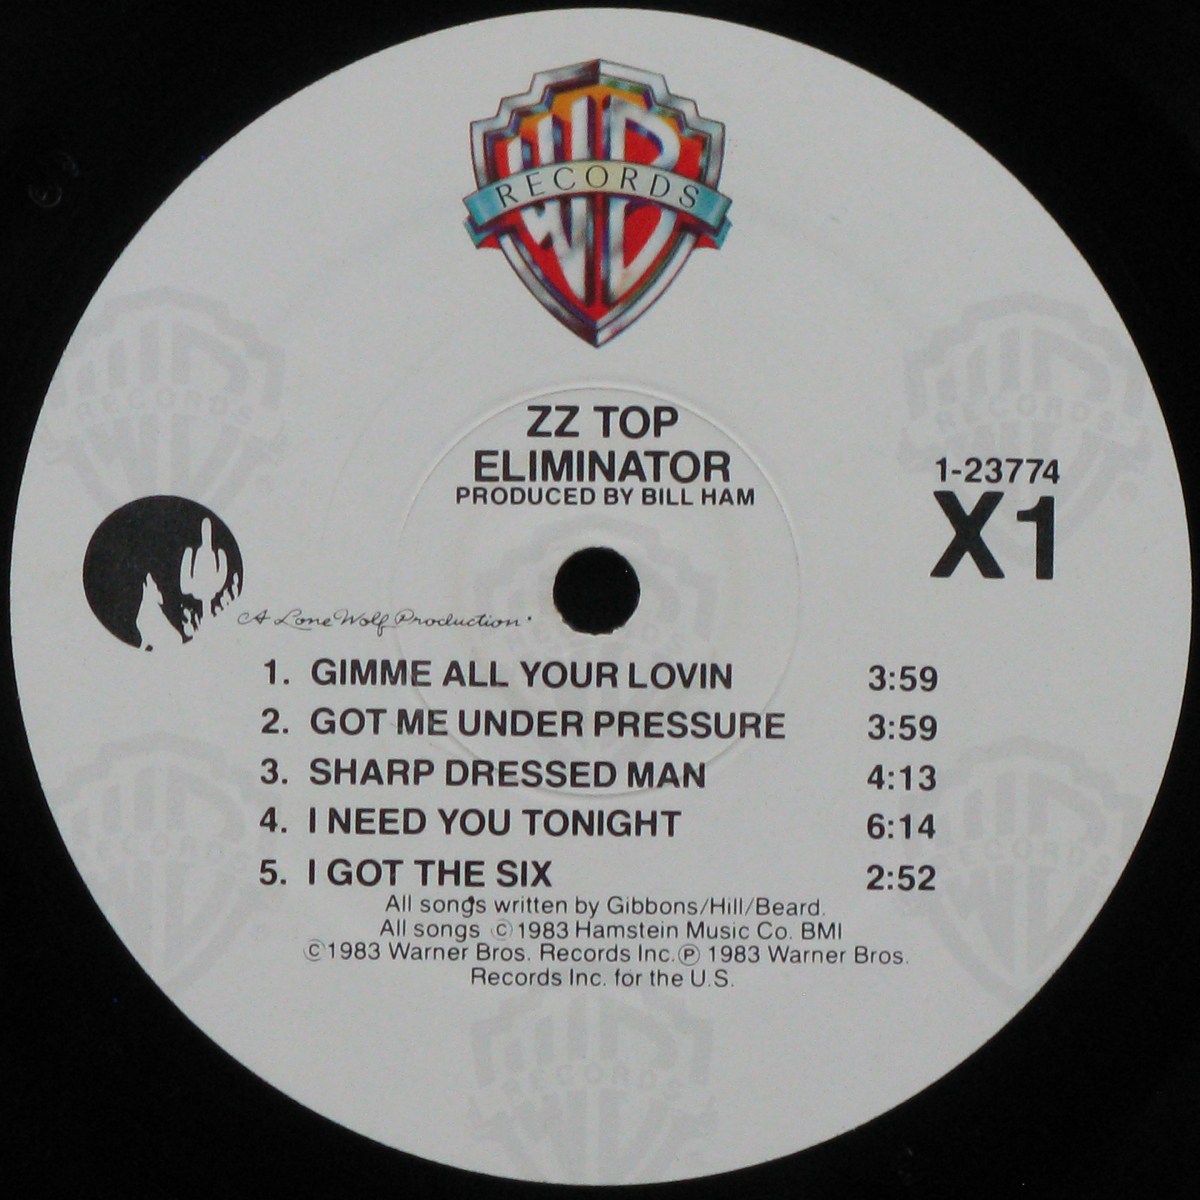 WB
RECORDS
ZZ TOP
ELIMINATOR
PRODUCED BY BILL HAM
1-23774
X1
A Lone Wolf Production
1. GIMME ALL YOUR LOVIN 3:59
2. GOT ME UNDER PRESSURE 3:59
3. SHARP DRESSED MAN 4:13
4. I NEED YOU TONIGHT 6:14
5. I GOT THE SIX 2:52
All songs written by Gibbons/Hill/Beard.
All songs ©1983 Hamstein Music Co. BMI
©1983 Warner Bros. Records Inc.℗ 1983 Warner Bros.
Records Inc. for the U.S.